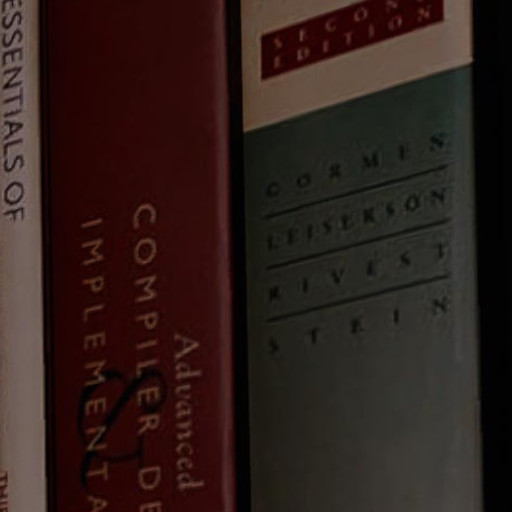 ESSENTIALS OF
Advanced
COMPILER DE
&
IMPLEMENTA
SECOND
EDITION
CORMEN
LEISERSON
RIVEST
STEIN